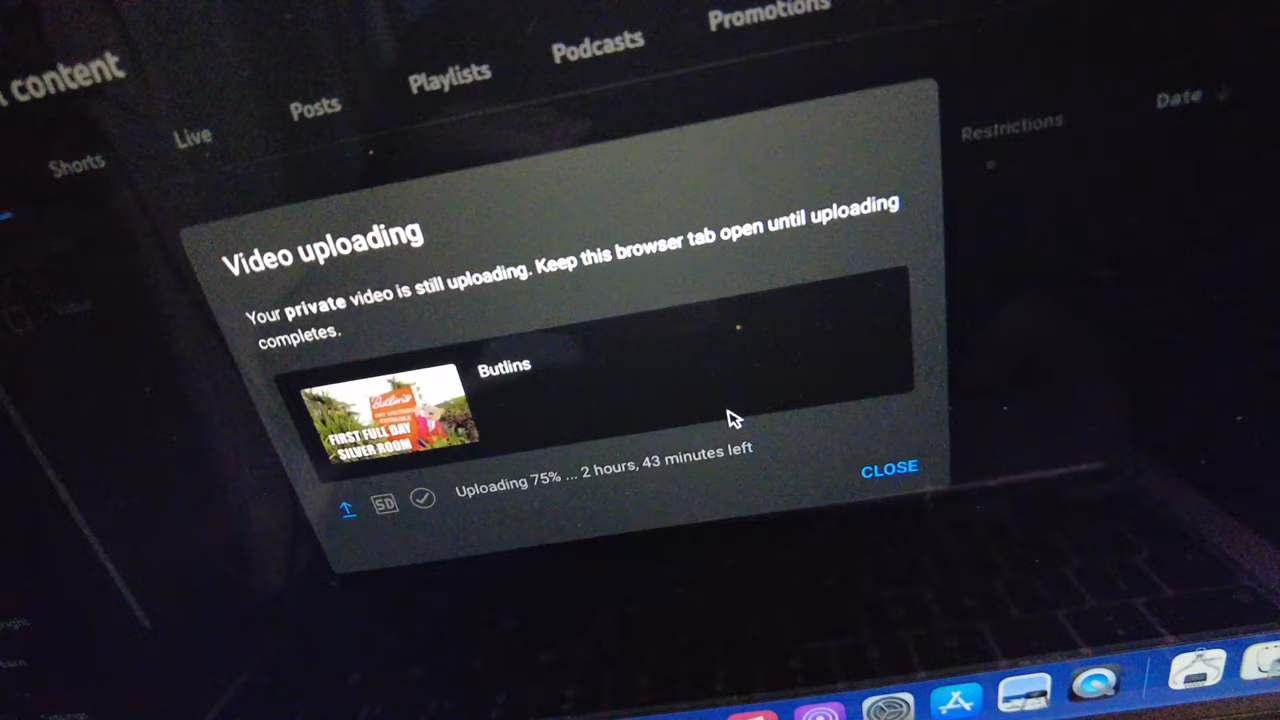 content
Promotions
Podcasts
Playlists
Posts
Live
Shorts
Date
Restrictions
Video uploading
Your private video is still uploading. Keep this browser tab open until uploading
completes.
Butlins
Butlin's
FIRST FULL DAY
SILVER ROOM
SD
Uploading 75% ... 2 hours, 43 minutes left
CLOSE